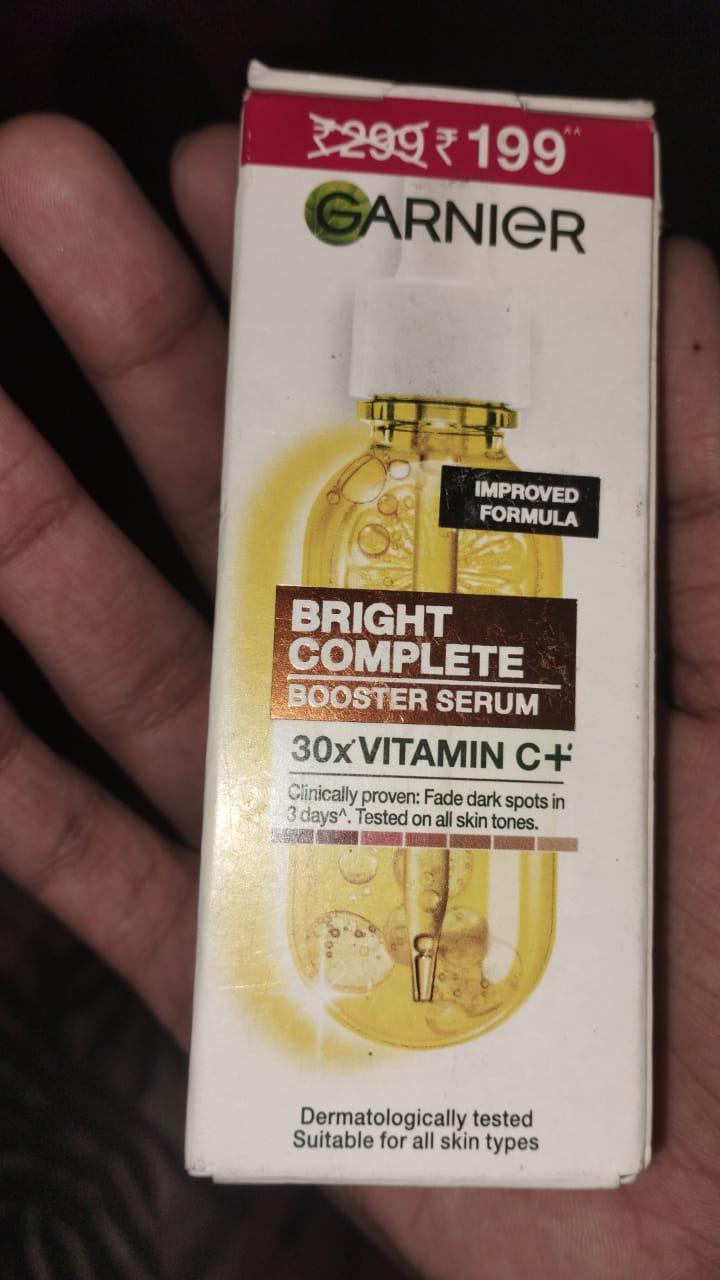 ₹299 ₹199^^
GARNIER
IMPROVED
FORMULA
BRIGHT
COMPLETE
BOOSTER SERUM
30x* VITAMIN C+
Clinically proven: Fade dark spots in
3 days^. Tested on all skin tones.
Dermatologically tested
Suitable for all skin types